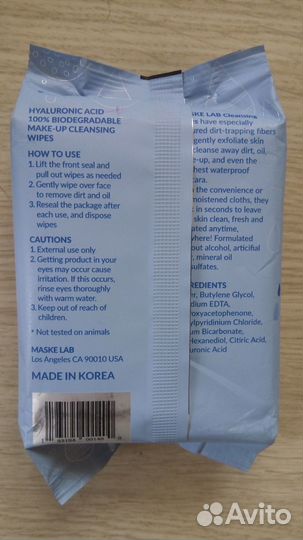 HYALURONIC ACID
100% BIODEGRADABLE
MAKE-UP CLEANSING
WIPES
HOW TO USE
1. Lift the front seal and
pull out wipes as needed
2. Gently wipe over face
to remove dirt and oil
3. Reseal the package after
each use, and dispose
wipes
CAUTIONS
1. External use only
2. Getting product in your
eyes may occur cause
irritation. If this occurs,
rinse eyes thoroughly
with warm water.
3. Keep out of reach of
children.
* Not tested on animals
MASKE LAB
Los Angeles CA 90010 USA
MADE IN KOREA
MASKE LAB Cleansing
s have especially
red dirt-trapping fibers
gently exfoliate skin
cleanse away dirt, oil,
e-up, and even the
hest waterproof
cara.
the convenience or
moistened cloths, they
t in seconds to leave
skin clean, fresh and
rated anytime,
where! Formulated
out alcohol, articifial
, mineral oil
sulfates.
REDIENTS
er, Butylene Glycol,
dium EDTA,
oxyacetophenone,
lpyridinium Chloride,
um Bicarbonate,
Hexanediol, Citiric Acid,
uronic Acid
Avito